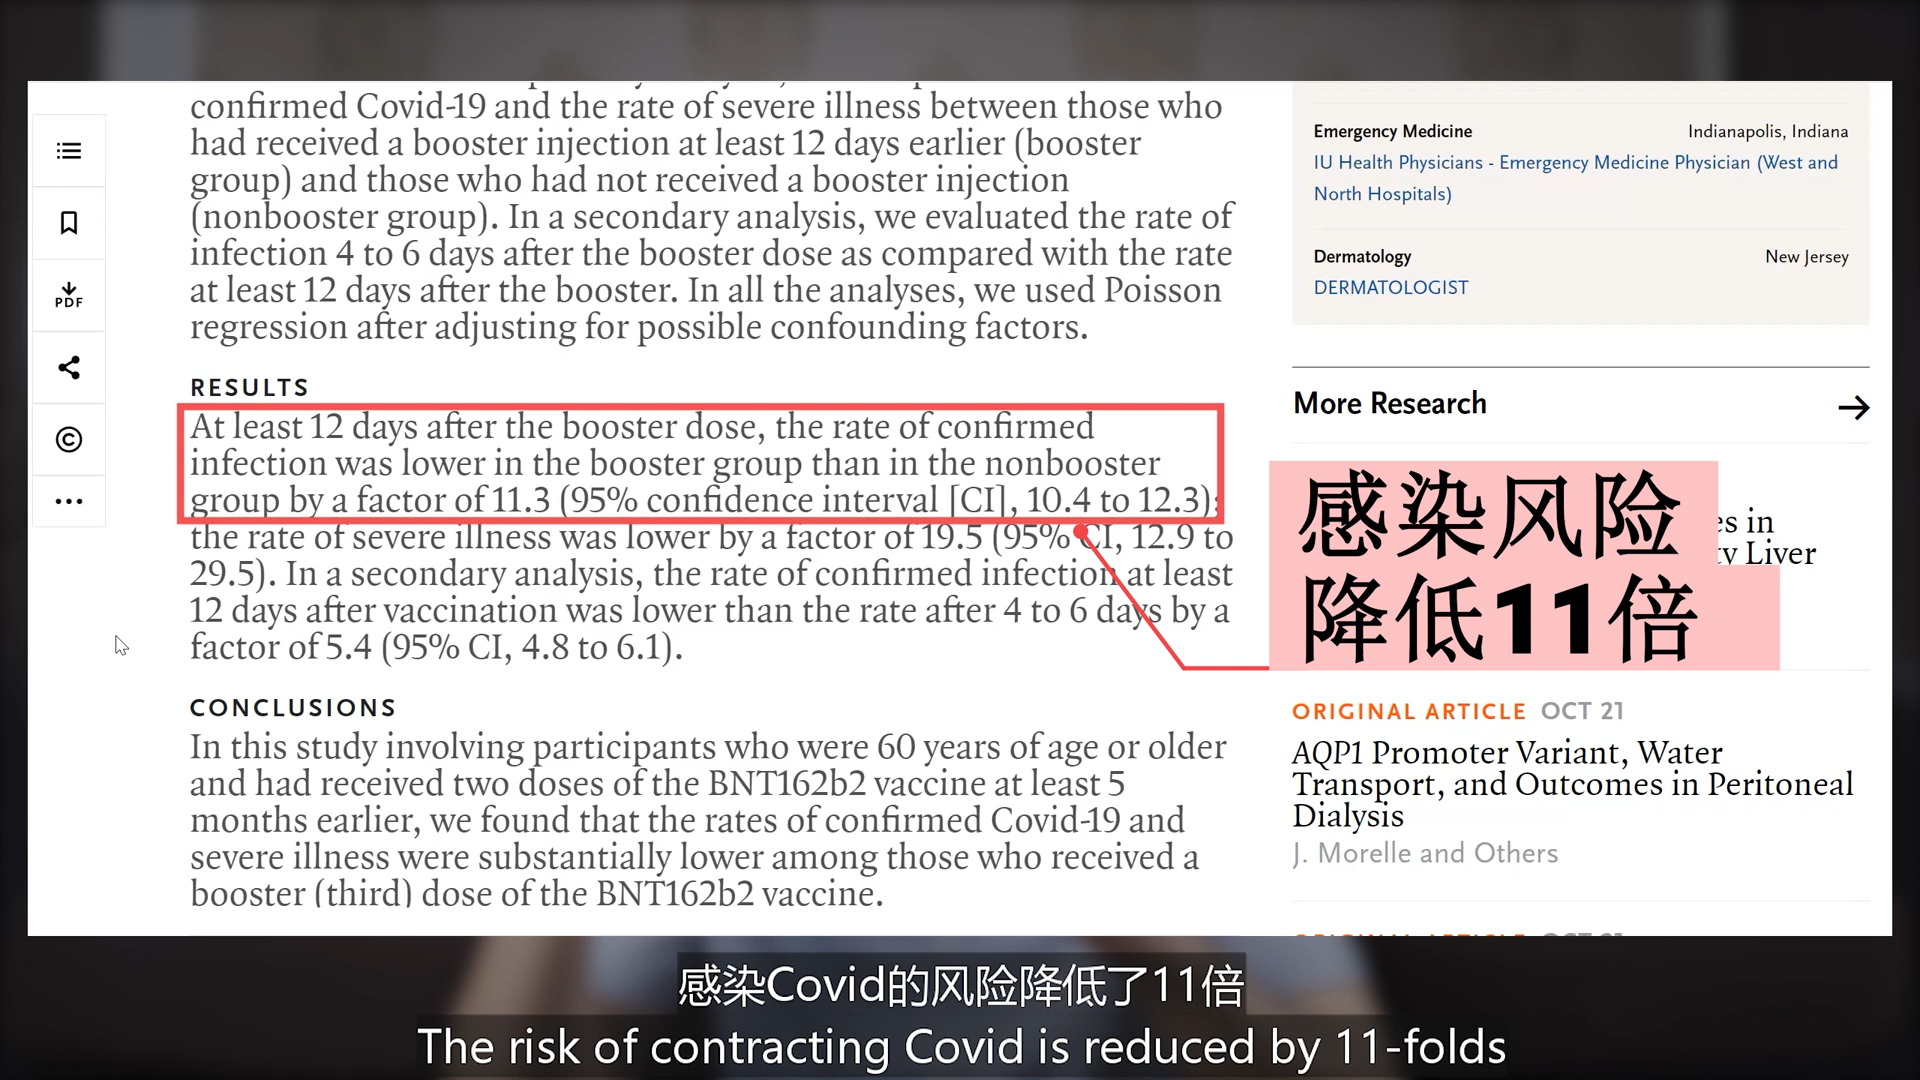 confirmed Covid-19 and the rate of severe illness between those who
had received a booster injection at least 12 days earlier (booster
group) and those who had not received a booster injection
(nonbooster group). In a secondary analysis, we evaluated the rate of
infection 4 to 6 days after the booster dose as compared with the rate
at least 12 days after the booster. In all the analyses, we used Poisson
regression after adjusting for possible confounding factors.
RESULTS
At least 12 days after the booster dose, the rate of confirmed
infection was lower in the booster group than in the nonbooster
group by a factor of 11.3 (95% confidence interval [CI], 10.4 to 12.3);
the rate of severe illness was lower by a factor of 19.5 (95% CI, 12.9 to
29.5). In a secondary analysis, the rate of confirmed infection at least
12 days after vaccination was lower than the rate after 4 to 6 days by a
factor of 5.4 (95% CI, 4.8 to 6.1).
CONCLUSIONS
In this study involving participants who were 60 years of age or older
and had received two doses of the BNT162b2 vaccine at least 5
months earlier, we found that the rates of confirmed Covid-19 and
severe illness were substantially lower among those who received a
booster (third) dose of the BNT162b2 vaccine.
PDF
Emergency Medicine Indianapolis, Indiana
IU Health Physicians - Emergency Medicine Physician (West and
North Hospitals)
Dermatology New Jersey
DERMATOLOGIST
More Research
感染风险
降低11倍
in
Liver
ORIGINAL ARTICLE OCT 21
AQP1 Promoter Variant, Water
Transport, and Outcomes in Peritoneal
Dialysis
J. Morelle and Others
感染Covid的风险降低了11倍
The risk of contracting Covid is reduced by 11-folds